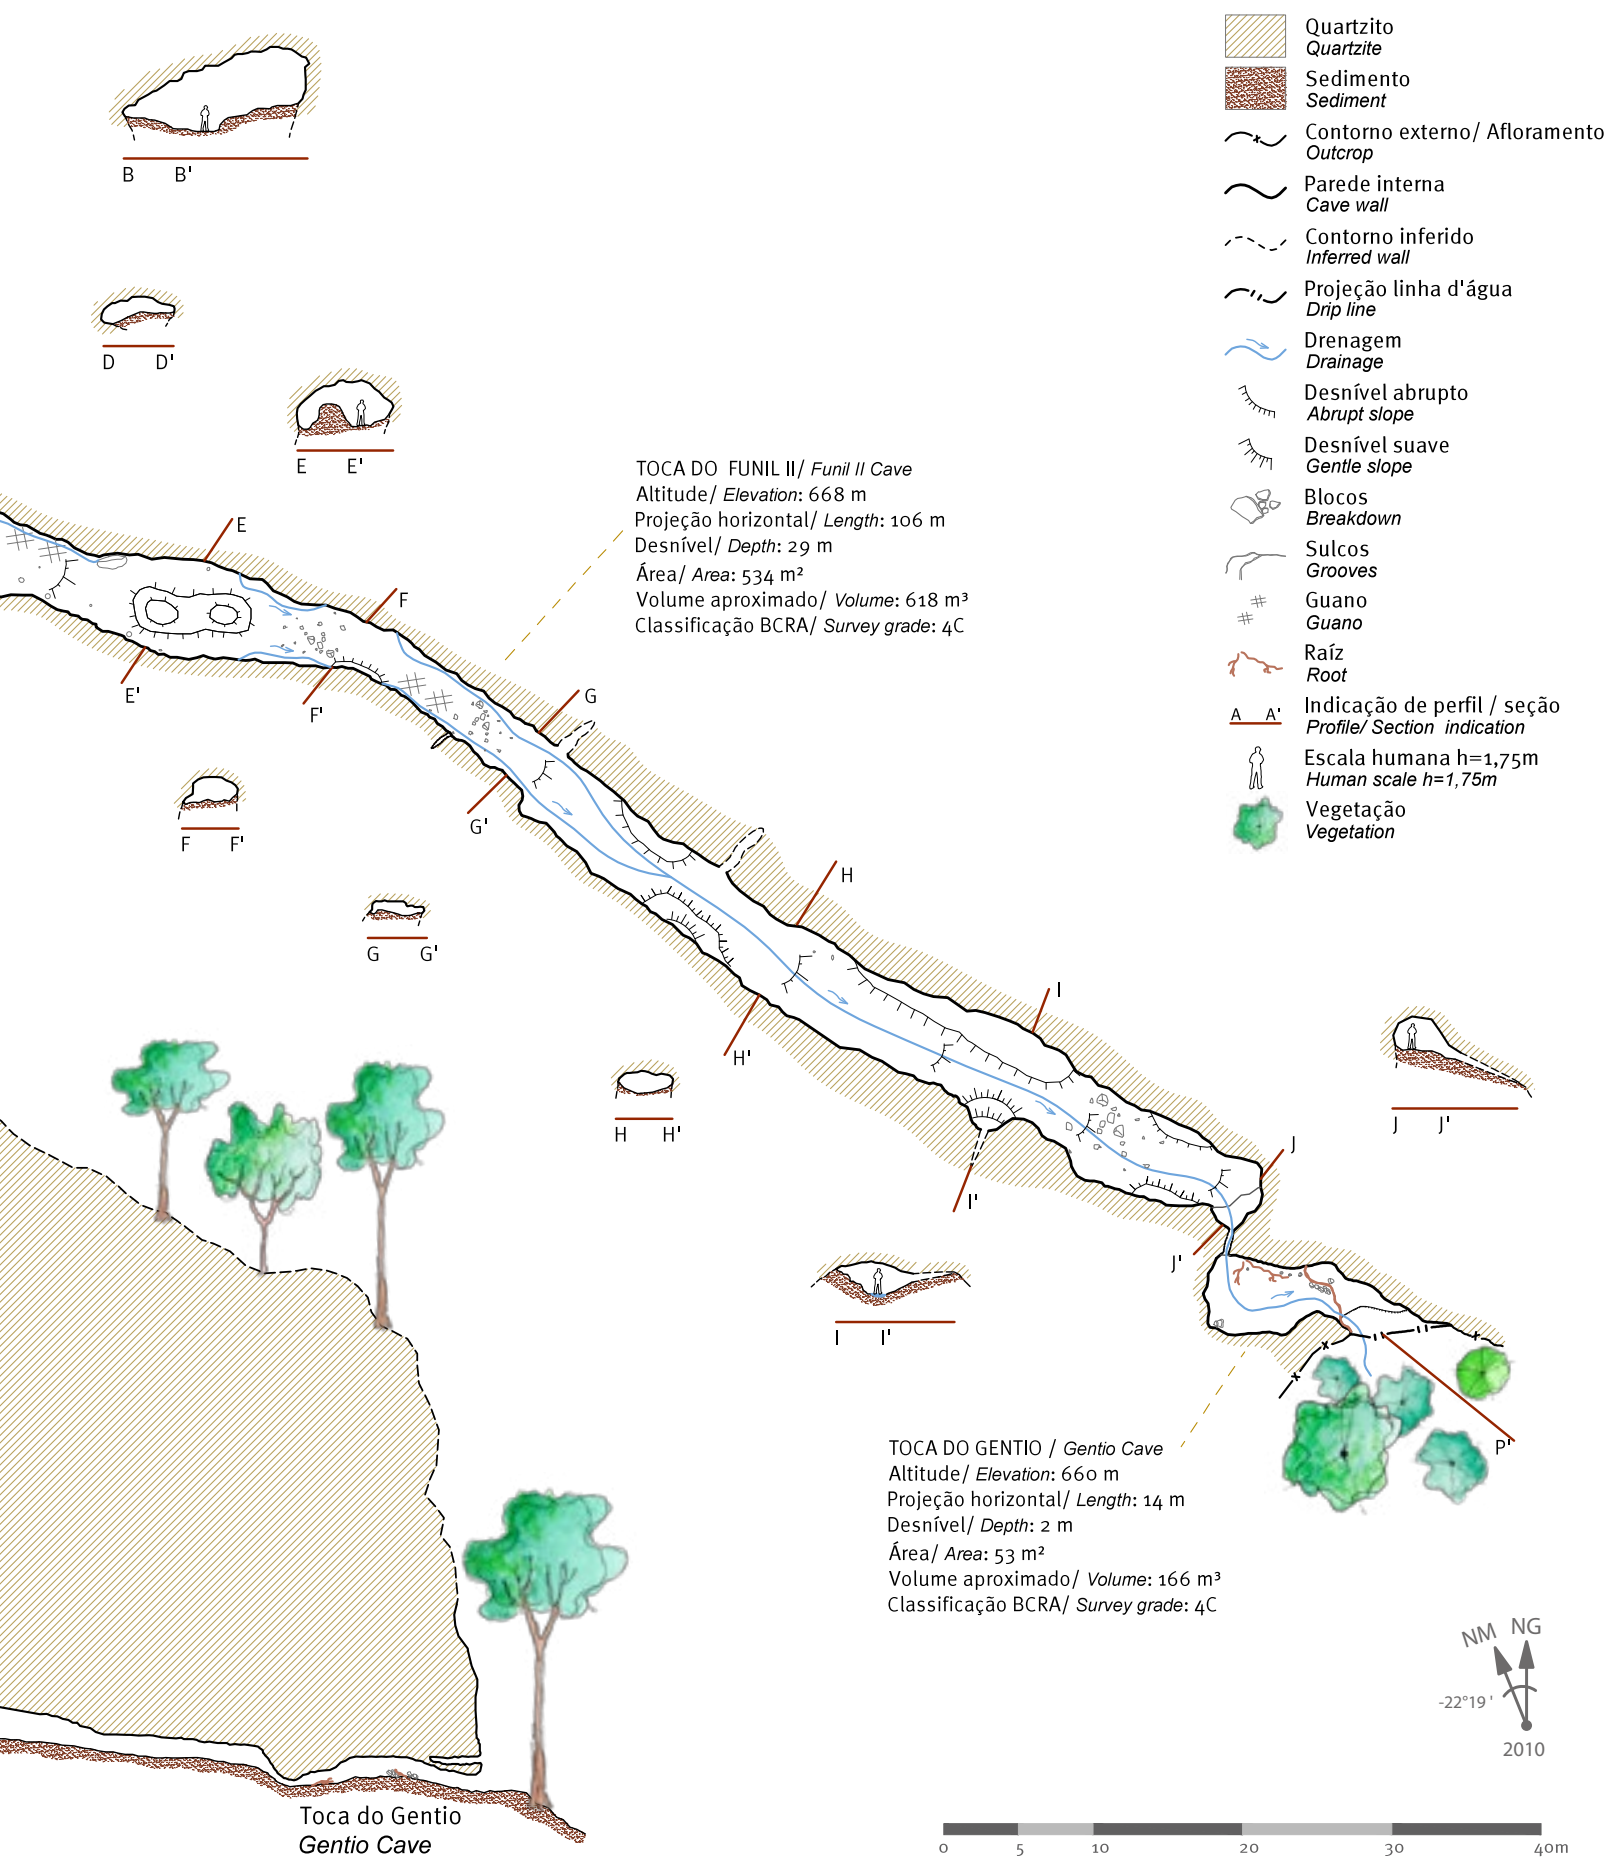 Quartzito
Quartzite
Sedimento
Sediment
Contorno externo/ Afloramento
Outcrop
Parede interna
Cave wall
Contorno inferido
Inferred wall
Projeção linha d'água
Drip line
Drenagem
Drainage
Desnível abrupto
Abrupt slope
Desnível suave
Gentle slope
Blocos
Breakdown
Sulcos
Grooves
Guano
Guano
Raíz
Root
A A'
Indicação de perfil / seção
Profile/ Section indication
Escala humana h=1,75m
Human scale h=1,75m
Vegetação
Vegetation
B B'
D D'
E E'
TOCA DO FUNIL II/ Funil II Cave
Altitude/ Elevation: 668 m
Projeção horizontal/ Length: 106 m
Desnível/ Depth: 29 m
Área/ Area: 534 m²
Volume aproximado/ Volume: 618 m³
Classificação BCRA/ Survey grade: 4C
E
F
E'
F'
G
G'
F F'
H
G G'
I
H'
H H'
J J'
J
I'
J'
I I'
P'
TOCA DO GENTIO / Gentio Cave
Altitude/ Elevation: 660 m
Projeção horizontal/ Length: 14 m
Desnível/ Depth: 2 m
Área/ Area: 53 m²
Volume aproximado/ Volume: 166 m³
Classificação BCRA/ Survey grade: 4C
NM NG
-22°19 '
2010
Toca do Gentio
Gentio Cave
0 5 10 20 30 40m